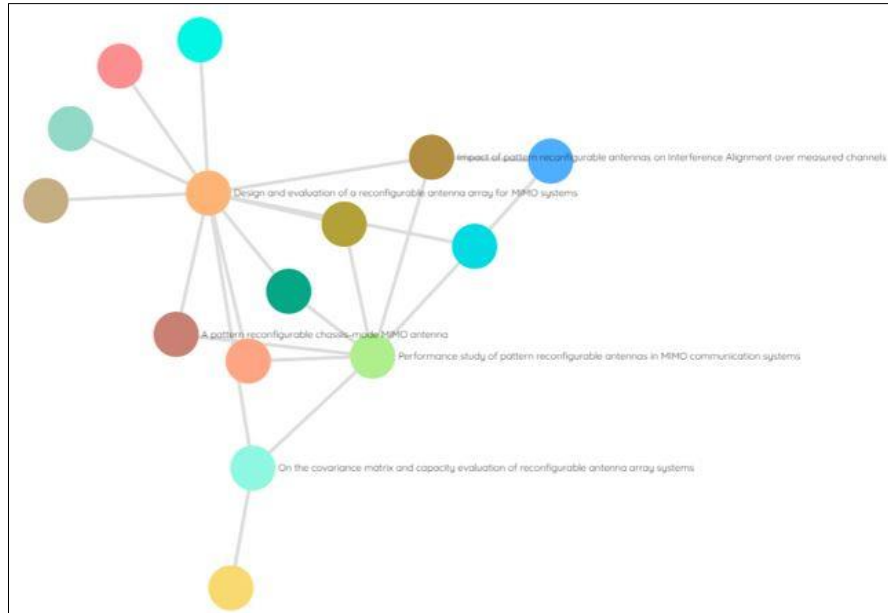 Impact of pattern reconfigurable antennas on Interference Alignment over measured channels
Design and evaluation of a reconfigurable antenna array for MIMO systems
A pattern reconfigurable chassis-mode MIMO antenna
Performance study of pattern reconfigurable antennas in MIMO communication systems
On the covariance matrix and capacity evaluation of reconfigurable antenna array systems